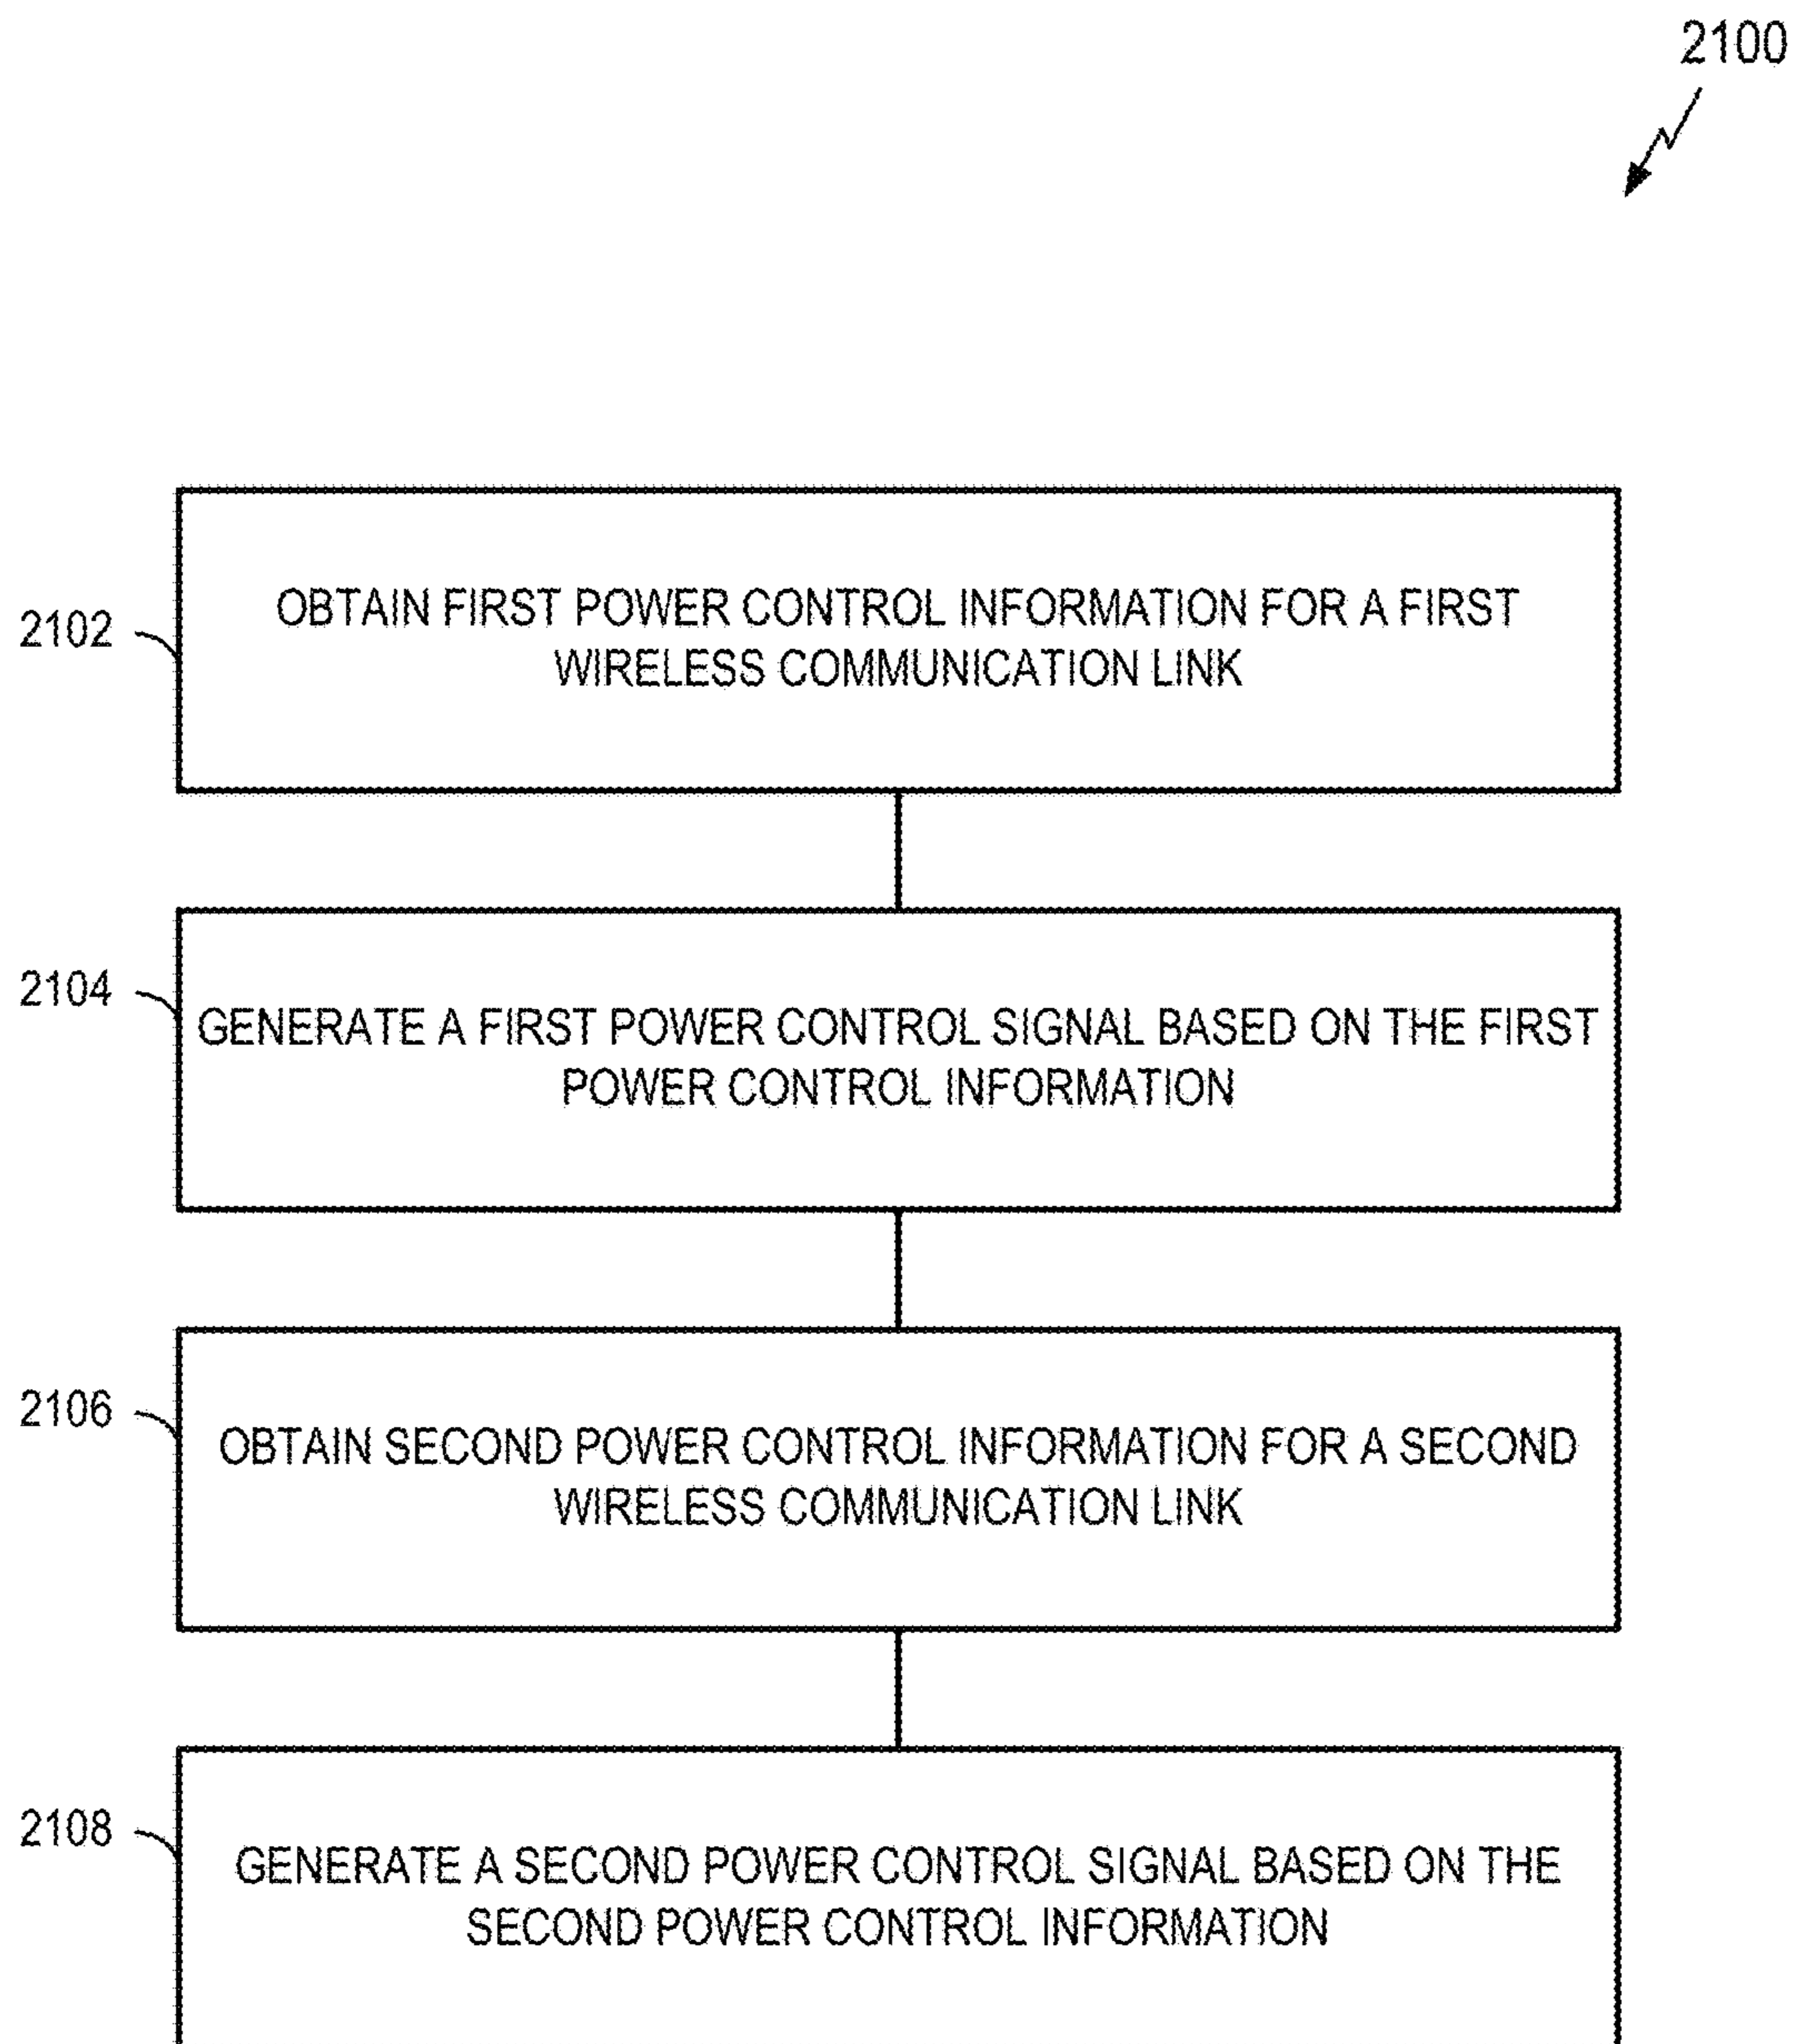 2100
2102
OBTAIN FIRST POWER CONTROL INFORMATION FOR A FIRST
WIRELESS COMMUNICATION LINK
2104
GENERATE A FIRST POWER CONTROL SIGNAL BASED ON THE FIRST
POWER CONTROL INFORMATION
2106
OBTAIN SECOND POWER CONTROL INFORMATION FOR A SECOND
WIRELESS COMMUNICATION LINK
2108
GENERATE A SECOND POWER CONTROL SIGNAL BASED ON THE
SECOND POWER CONTROL INFORMATION